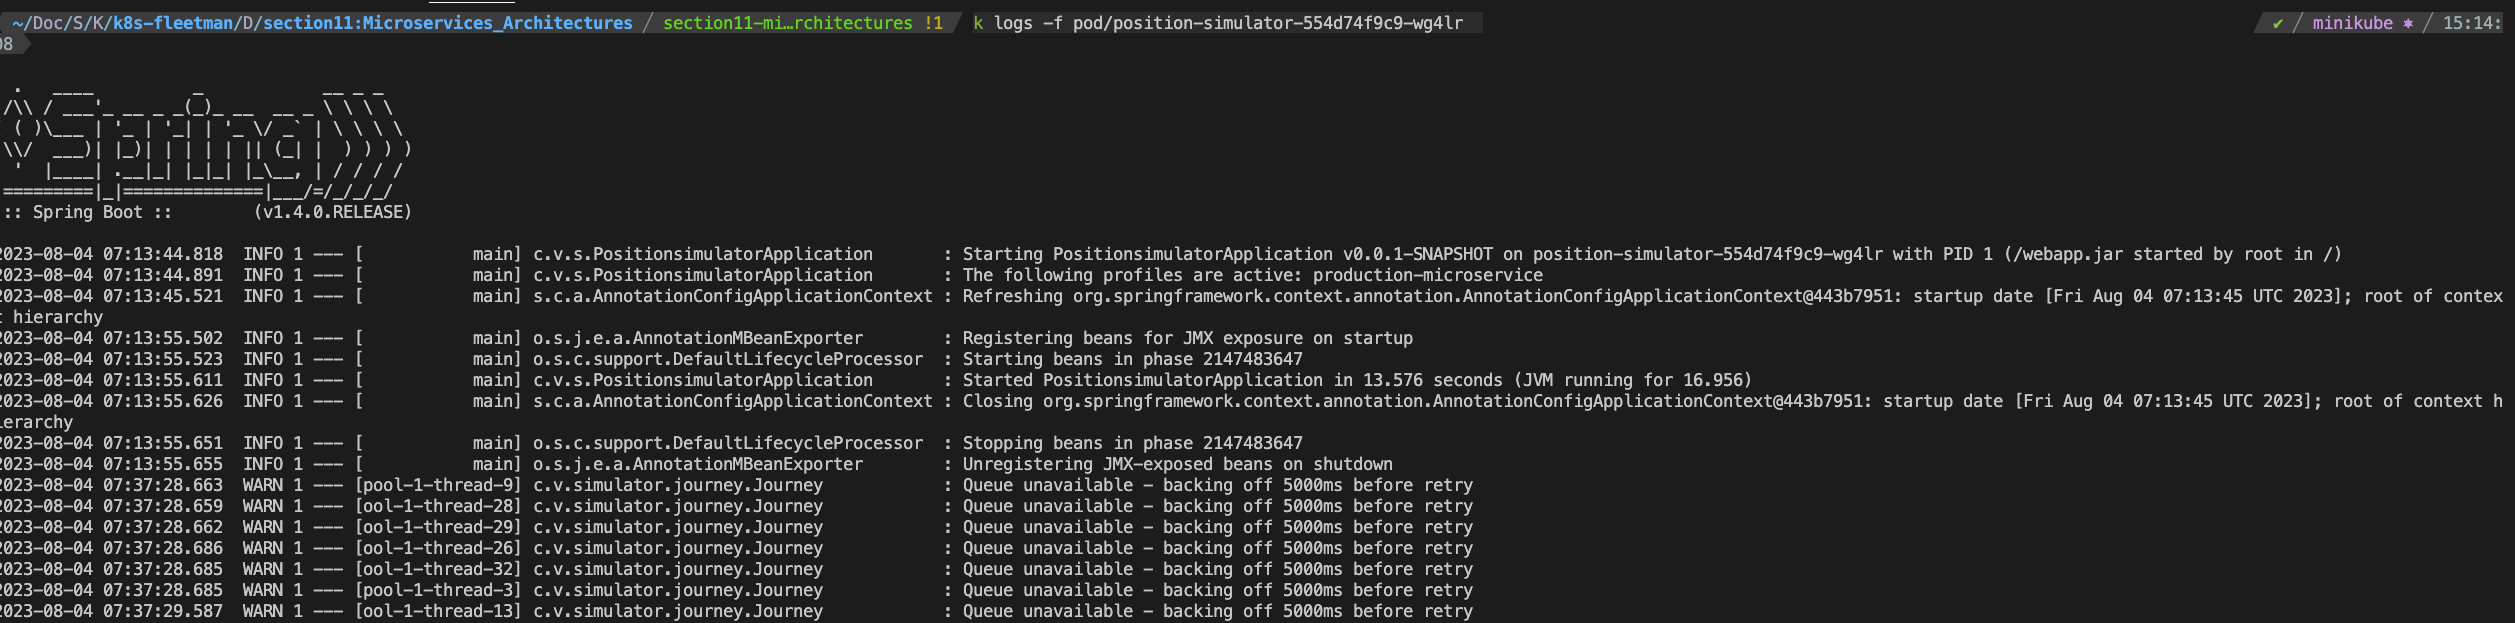 ~/Doc/S/K/k8s-fleetman/D/section11:Microservices_Architectures / section11-mi…rchitectures !1 k logs -f pod/position-simulator-554d74f9c9-wg4lr ✔ / minikube ⎈ / 15:14:
08
  .   ____          _            __ _ _
 /\\ / ___'_ __ _ _(_)_ __  __ _ \ \ \ \
( ( )\___ | '_ | '_| | '_ \/ _` | \ \ \ \
 \\/  ___)| |_)| | | | | || (_| |  ) ) ) )
  '  |____| .__|_| |_|_| |_\__, | / / / /
 =========|_|==============|___/=/_/_/_/
:: Spring Boot ::        (v1.4.0.RELEASE)
2023-08-04 07:13:44.818  INFO 1 --- [           main] c.v.s.PositionsimulatorApplication       : Starting PositionsimulatorApplication v0.0.1-SNAPSHOT on position-simulator-554d74f9c9-wg4lr with PID 1 (/webapp.jar started by root in /)
2023-08-04 07:13:44.891  INFO 1 --- [           main] c.v.s.PositionsimulatorApplication       : The following profiles are active: production-microservice
2023-08-04 07:13:45.521  INFO 1 --- [           main] s.c.a.AnnotationConfigApplicationContext : Refreshing org.springframework.context.annotation.AnnotationConfigApplicationContext@443b7951: startup date [Fri Aug 04 07:13:45 UTC 2023]; root of contex
t hierarchy
2023-08-04 07:13:55.502  INFO 1 --- [           main] o.s.j.e.a.AnnotationMBeanExporter        : Registering beans for JMX exposure on startup
2023-08-04 07:13:55.523  INFO 1 --- [           main] o.s.c.support.DefaultLifecycleProcessor  : Starting beans in phase 2147483647
2023-08-04 07:13:55.611  INFO 1 --- [           main] c.v.s.PositionsimulatorApplication       : Started PositionsimulatorApplication in 13.576 seconds (JVM running for 16.956)
2023-08-04 07:13:55.626  INFO 1 --- [           main] s.c.a.AnnotationConfigApplicationContext : Closing org.springframework.context.annotation.AnnotationConfigApplicationContext@443b7951: startup date [Fri Aug 04 07:13:45 UTC 2023]; root of context h
ierarchy
2023-08-04 07:13:55.651  INFO 1 --- [           main] o.s.c.support.DefaultLifecycleProcessor  : Stopping beans in phase 2147483647
2023-08-04 07:13:55.655  INFO 1 --- [           main] o.s.j.e.a.AnnotationMBeanExporter        : Unregistering JMX-exposed beans on shutdown
2023-08-04 07:37:28.663  WARN 1 --- [pool-1-thread-9] c.v.simulator.journey.Journey            : Queue unavailable - backing off 5000ms before retry
2023-08-04 07:37:28.659  WARN 1 --- [ool-1-thread-28] c.v.simulator.journey.Journey            : Queue unavailable - backing off 5000ms before retry
2023-08-04 07:37:28.662  WARN 1 --- [ool-1-thread-29] c.v.simulator.journey.Journey            : Queue unavailable - backing off 5000ms before retry
2023-08-04 07:37:28.686  WARN 1 --- [ool-1-thread-26] c.v.simulator.journey.Journey            : Queue unavailable - backing off 5000ms before retry
2023-08-04 07:37:28.685  WARN 1 --- [ool-1-thread-32] c.v.simulator.journey.Journey            : Queue unavailable - backing off 5000ms before retry
2023-08-04 07:37:28.685  WARN 1 --- [pool-1-thread-3] c.v.simulator.journey.Journey            : Queue unavailable - backing off 5000ms before retry
2023-08-04 07:37:29.587  WARN 1 --- [ool-1-thread-13] c.v.simulator.journey.Journey            : Queue unavailable - backing off 5000ms before retry